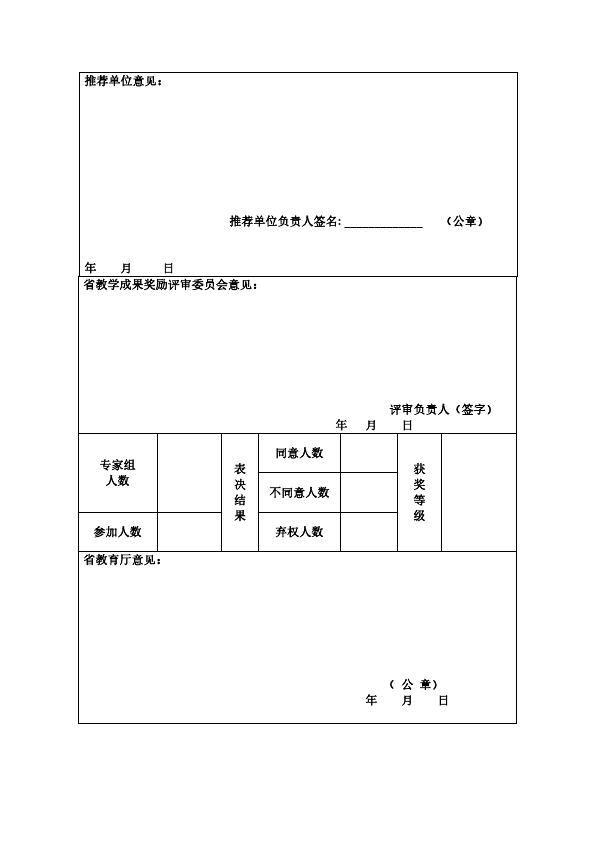 推荐单位意见：
推荐单位负责人签名: _____________ （公章）
年 月 日
省教学成果奖励评审委员会意见：
评审负责人（签字）
年 月 日
专家组
人数
表
决
结
果
同意人数
不同意人数
获
奖
等
级
参加人数
弃权人数
省教育厅意见：
（ 公 章）
年 月 日